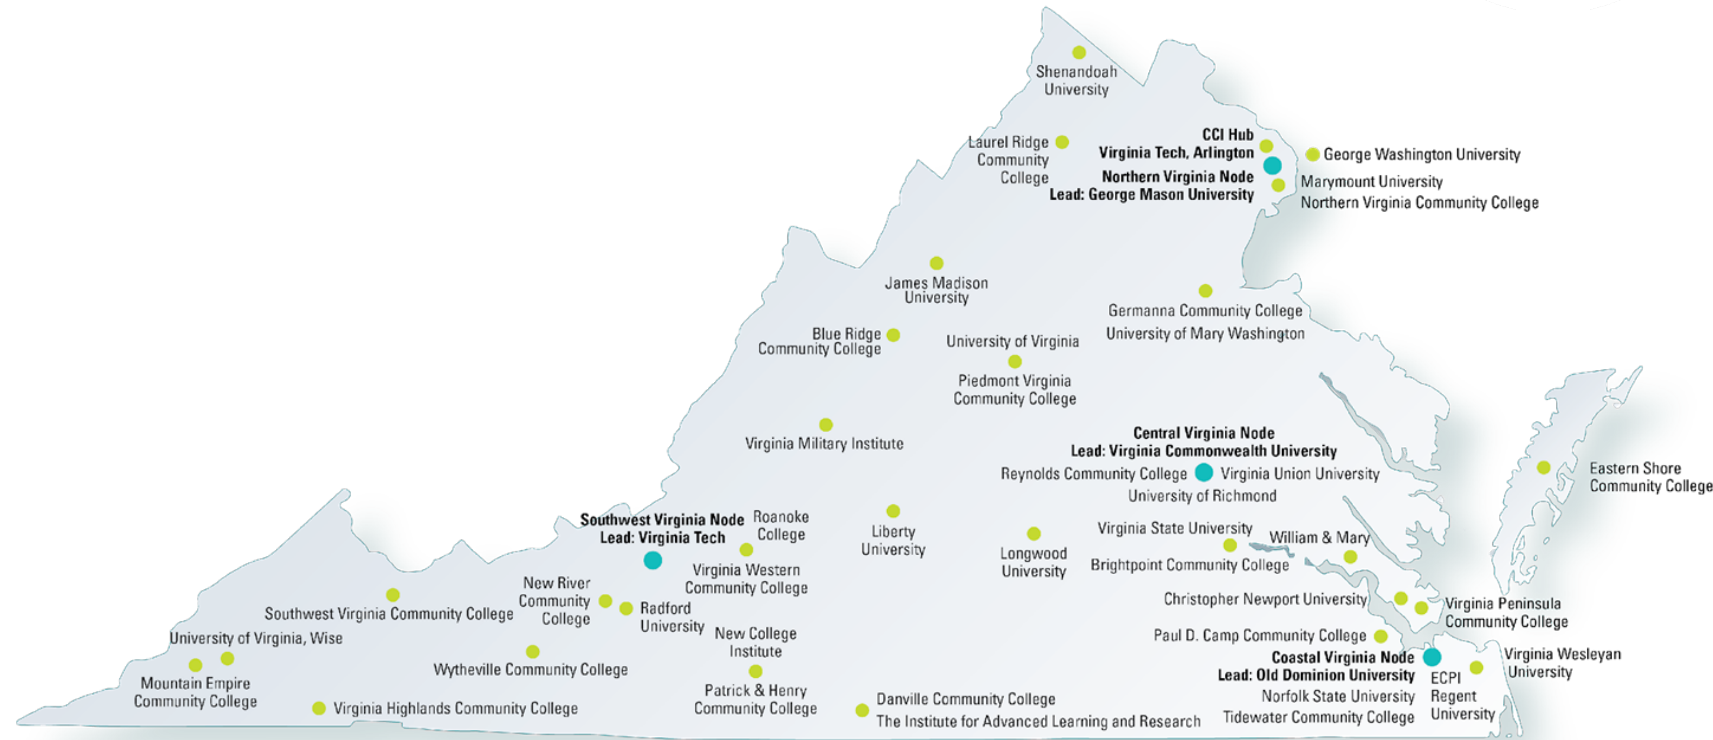 Shenandoah
University
Laurel Ridge
Community
College
CCI Hub
Virginia Tech, Arlington
Northern Virginia Node
Lead: George Mason University
George Washington University
Marymount University
Northern Virginia Community College
James Madison
University
Germanna Community College
University of Mary Washington
Blue Ridge
Community College
University of Virginia
Piedmont Virginia
Community College
Virginia Military Institute
Central Virginia Node
Lead: Virginia Commonwealth University
Reynolds Community College
Virginia Union University
University of Richmond
Eastern Shore
Community College
Southwest Virginia Node
Lead: Virginia Tech
Roanoke
College
Virginia Western
Community College
Liberty
University
Longwood
University
Virginia State University
Brightpoint Community College
William & Mary
New River
Community
College
Radford
University
Southwest Virginia Community College
University of Virginia, Wise
Mountain Empire
Community College
Wytheville Community College
Virginia Highlands Community College
New College
Institute
Patrick & Henry
Community College
Danville Community College
The Institute for Advanced Learning and Research
Christopher Newport University
Virginia Peninsula
Community College
Paul D. Camp Community College
Coastal Virginia Node
Lead: Old Dominion University
Norfolk State University
Tidewater Community College
ECPI
Regent
University
Virginia Wesleyan
University